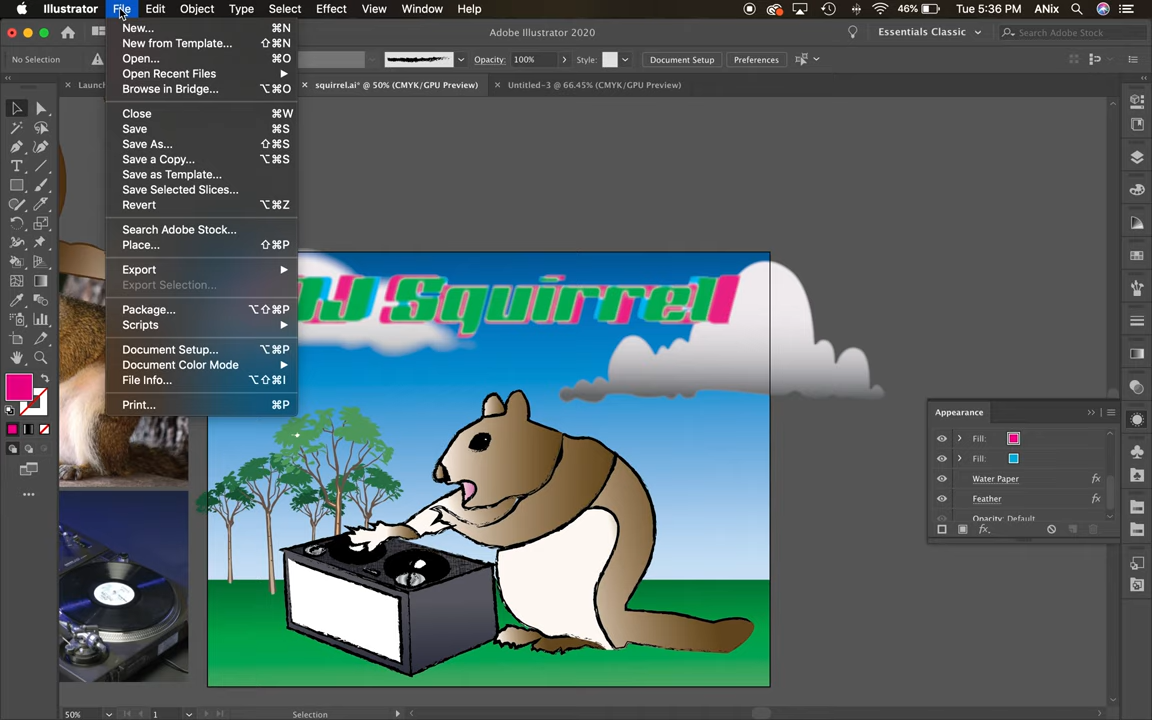 Illustrator File Edit Object Type Select Effect View Window Help 46% Tue 5:36 PM ANix
Adobe Illustrator 2020 Essentials Classic Search Adobe Stock
No Selection Opacity: 100% Style: Document Setup Preferences
Launch squirrel.ai* @ 50% (CMYK/GPU Preview) Untitled-3 @ 66.45% (CMYK/GPU Preview)
New... ⌘N
New from Template... ⇧⌘N
Open... ⌘O
Open Recent Files
Browse in Bridge... ⌥⌘O
Close ⌘W
Save ⌘S
Save As... ⇧⌘S
Save a Copy... ⌥⌘S
Save as Template...
Save Selected Slices...
Revert ⌥⌘Z
Search Adobe Stock...
Place... ⇧⌘P
Export
Export Selection...
Package... ⌥⇧⌘P
Scripts
Document Setup... ⌥⌘P
Document Color Mode
File Info... ⌥⇧⌘I
Print... ⌘P
DJ Squirrel
Appearance
Fill:
Fill:
Water Paper fx
Feather fx
Opacity: Default
fx.
50% 1 Selection